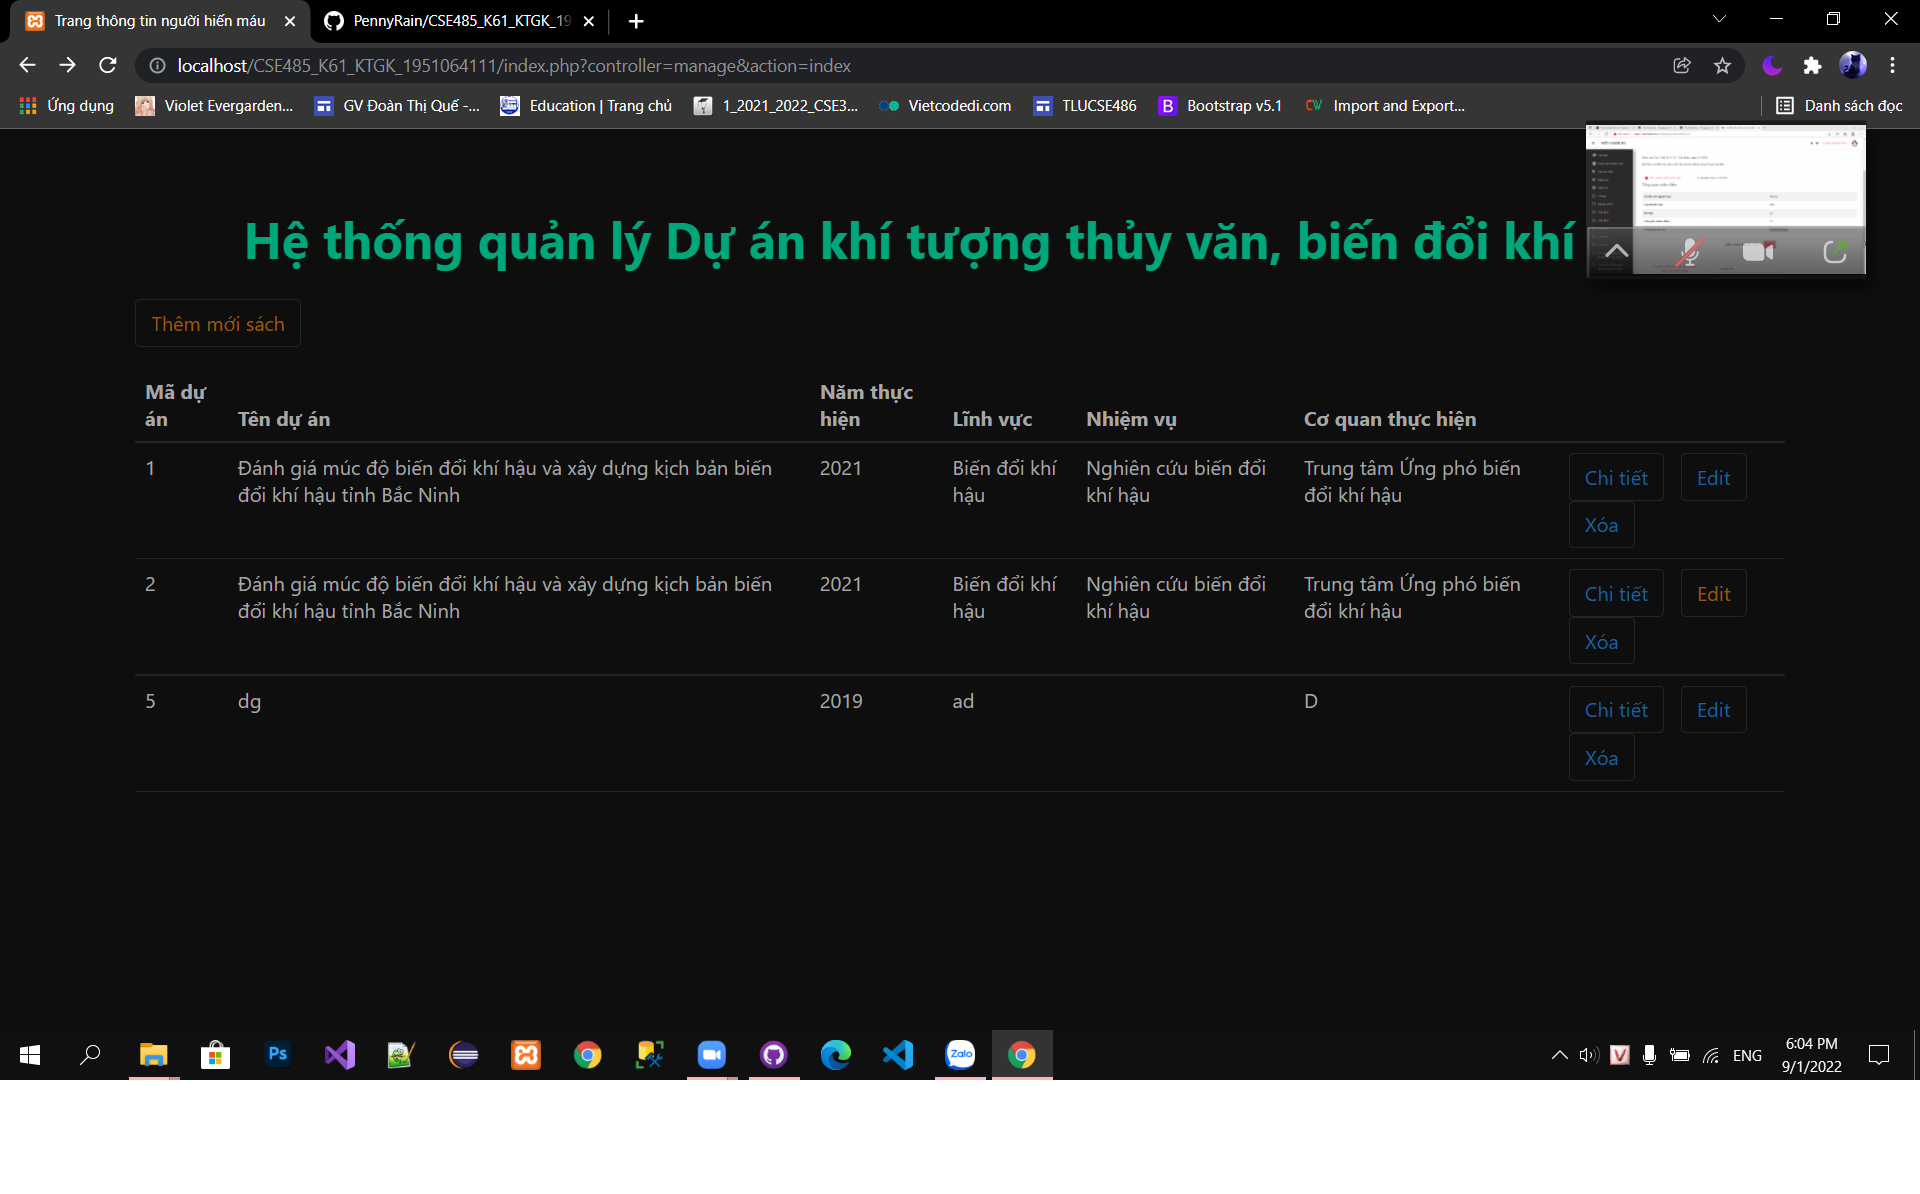 Trang thông tin người hiến máu
PennyRain/CSE485_K61_KTGK_19
localhost/CSE485_K61_KTGK_1951064111/index.php?controller=manage&action=index
Ứng dụng
Violet Evergarden...
GV Đoàn Thị Quế -...
Education | Trang chủ
1_2021_2022_CSE3...
Vietcodedi.com
TLUCSE486
Bootstrap v5.1
Import and Export...
Danh sách đọc
Hệ thống quản lý Dự án khí tượng thủy văn, biến đổi khí
Thêm mới sách
Mã dự
án
Tên dự án
Năm thực
hiện
Lĩnh vực
Nhiệm vụ
Cơ quan thực hiện
1
Đánh giá múc độ biến đổi khí hậu và xây dựng kịch bản biến
đổi khí hậu tỉnh Bắc Ninh
2021
Biến đổi khí
hậu
Nghiên cứu biến đổi
khí hậu
Trung tâm Ứng phó biến
đổi khí hậu
Chi tiết
Edit
Xóa
2
Đánh giá múc độ biến đổi khí hậu và xây dựng kịch bản biến
đổi khí hậu tỉnh Bắc Ninh
2021
Biến đổi khí
hậu
Nghiên cứu biến đổi
khí hậu
Trung tâm Ứng phó biến
đổi khí hậu
Chi tiết
Edit
Xóa
5
dg
2019
ad
D
Chi tiết
Edit
Xóa
Ps
Zalo
ENG
6:04 PM
9/1/2022